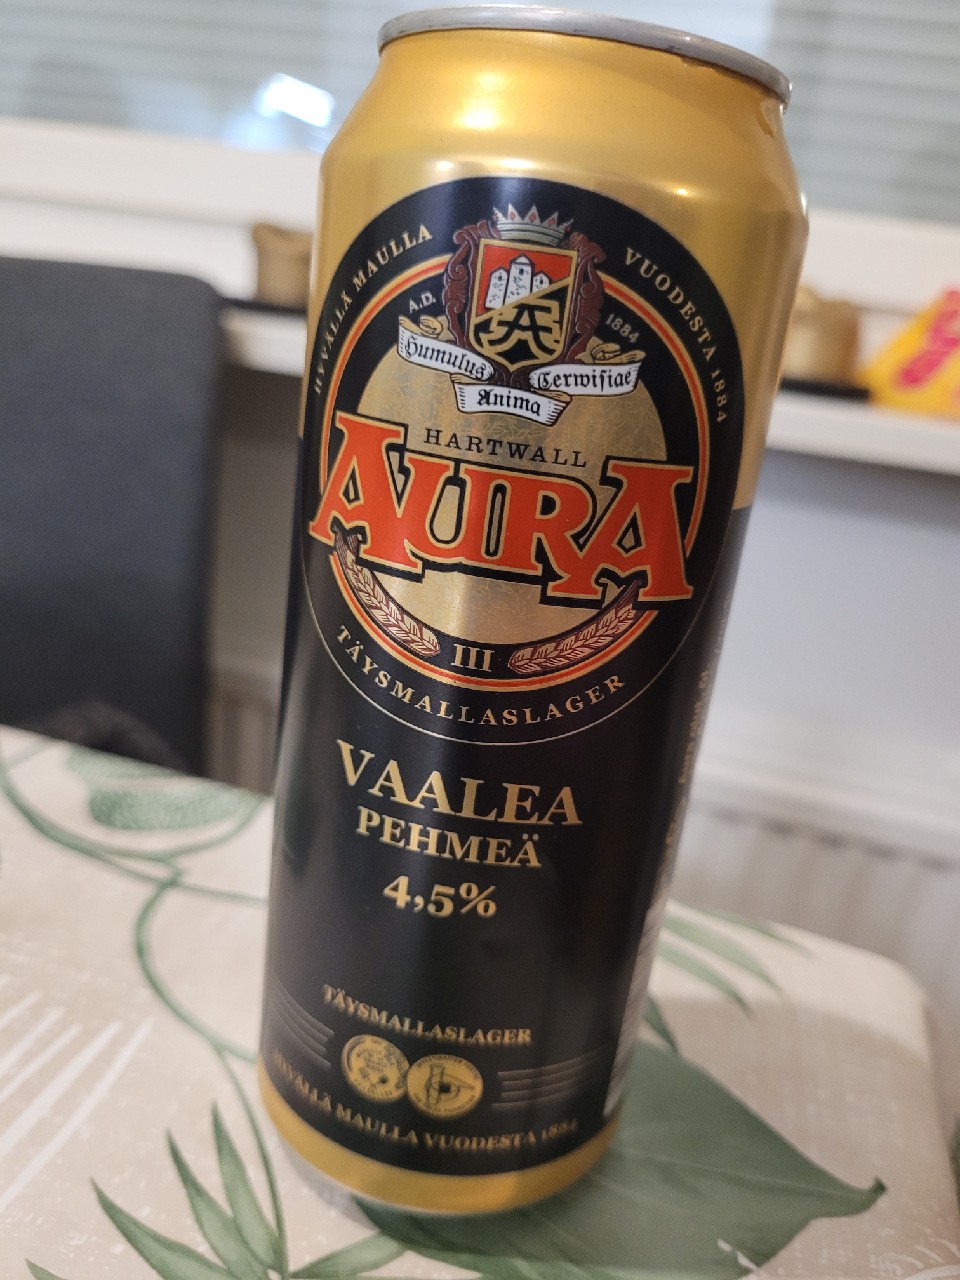 HYVÄLLÄ MAULLA VUODESTA 1884
A.D. 1884
Humulus Anima Cerwisiae
HARTWALL
AURA
III
TÄYSMALLASLAGER
VAALEA
PEHMEÄ
4,5%
TÄYSMALLASLAGER
HYVÄLLÄ MAULLA VUODESTA 1884